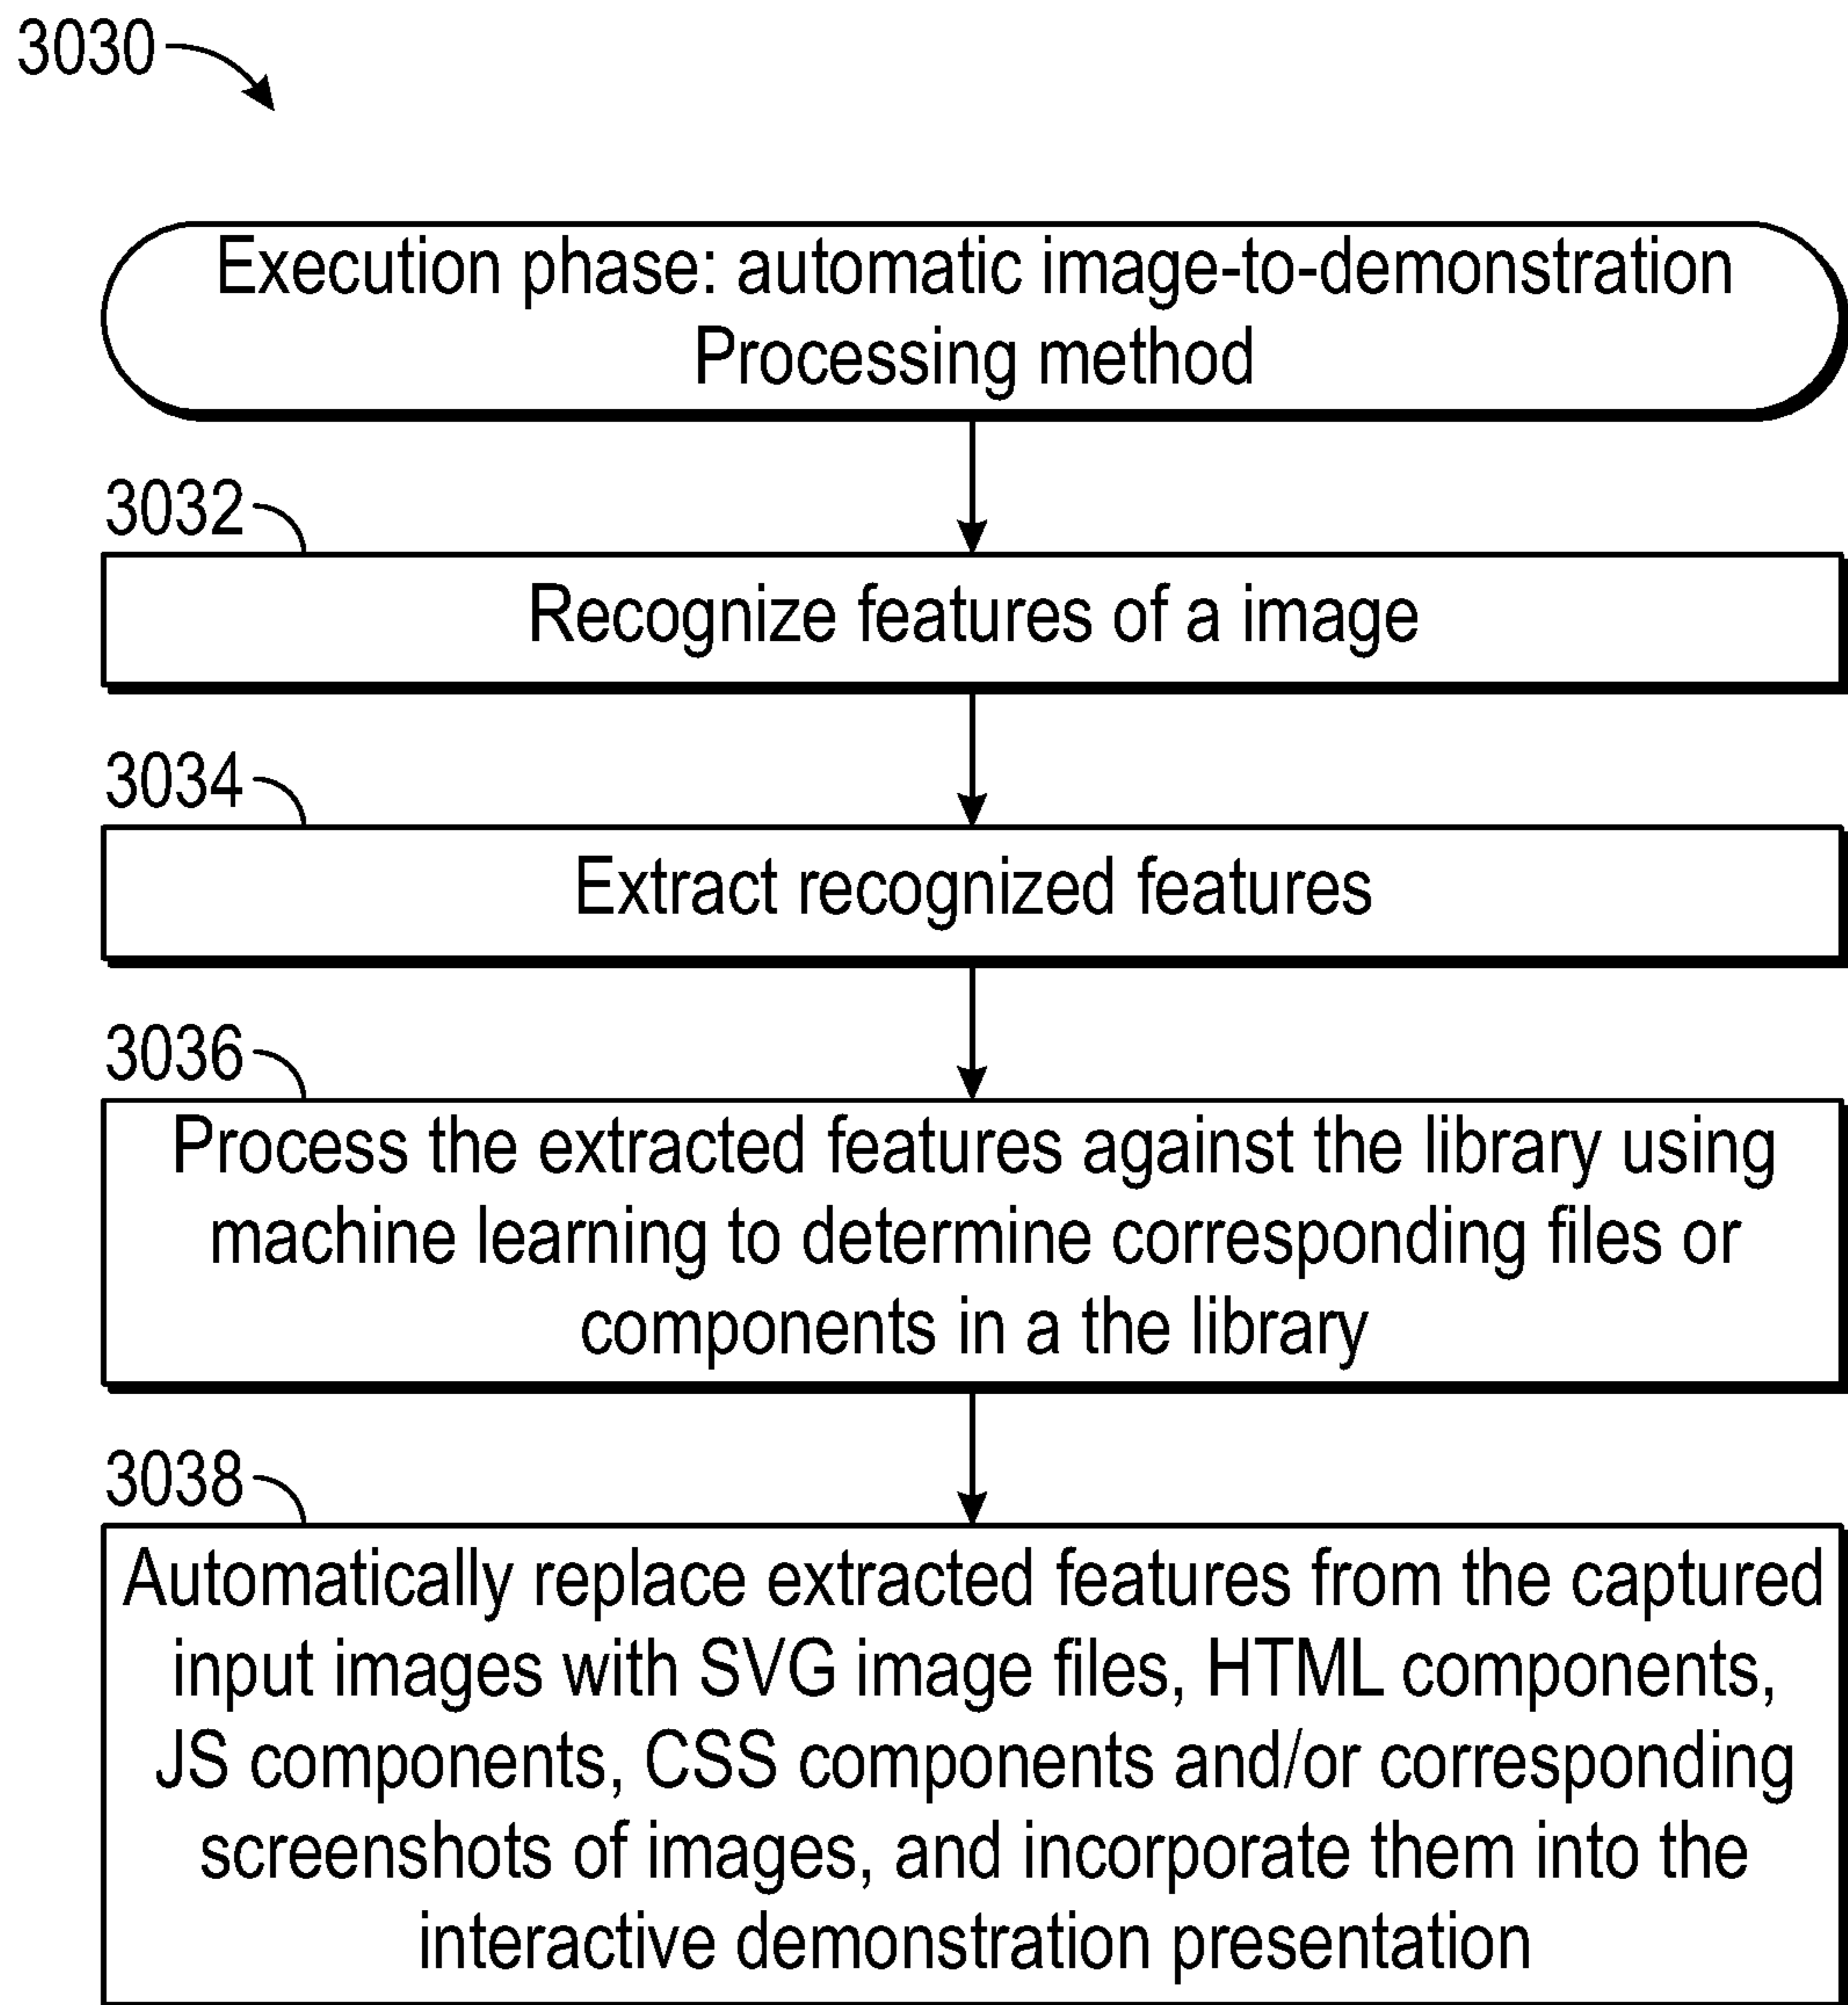 3030
Execution phase: automatic image-to-demonstration
Processing method
3032
Recognize features of a image
3034
Extract recognized features
3036
Process the extracted features against the library using
machine learning to determine corresponding files or
components in a the library
3038
Automatically replace extracted features from the captured
input images with SVG image files, HTML components,
JS components, CSS components and/or corresponding
screenshots of images, and incorporate them into the
interactive demonstration presentation